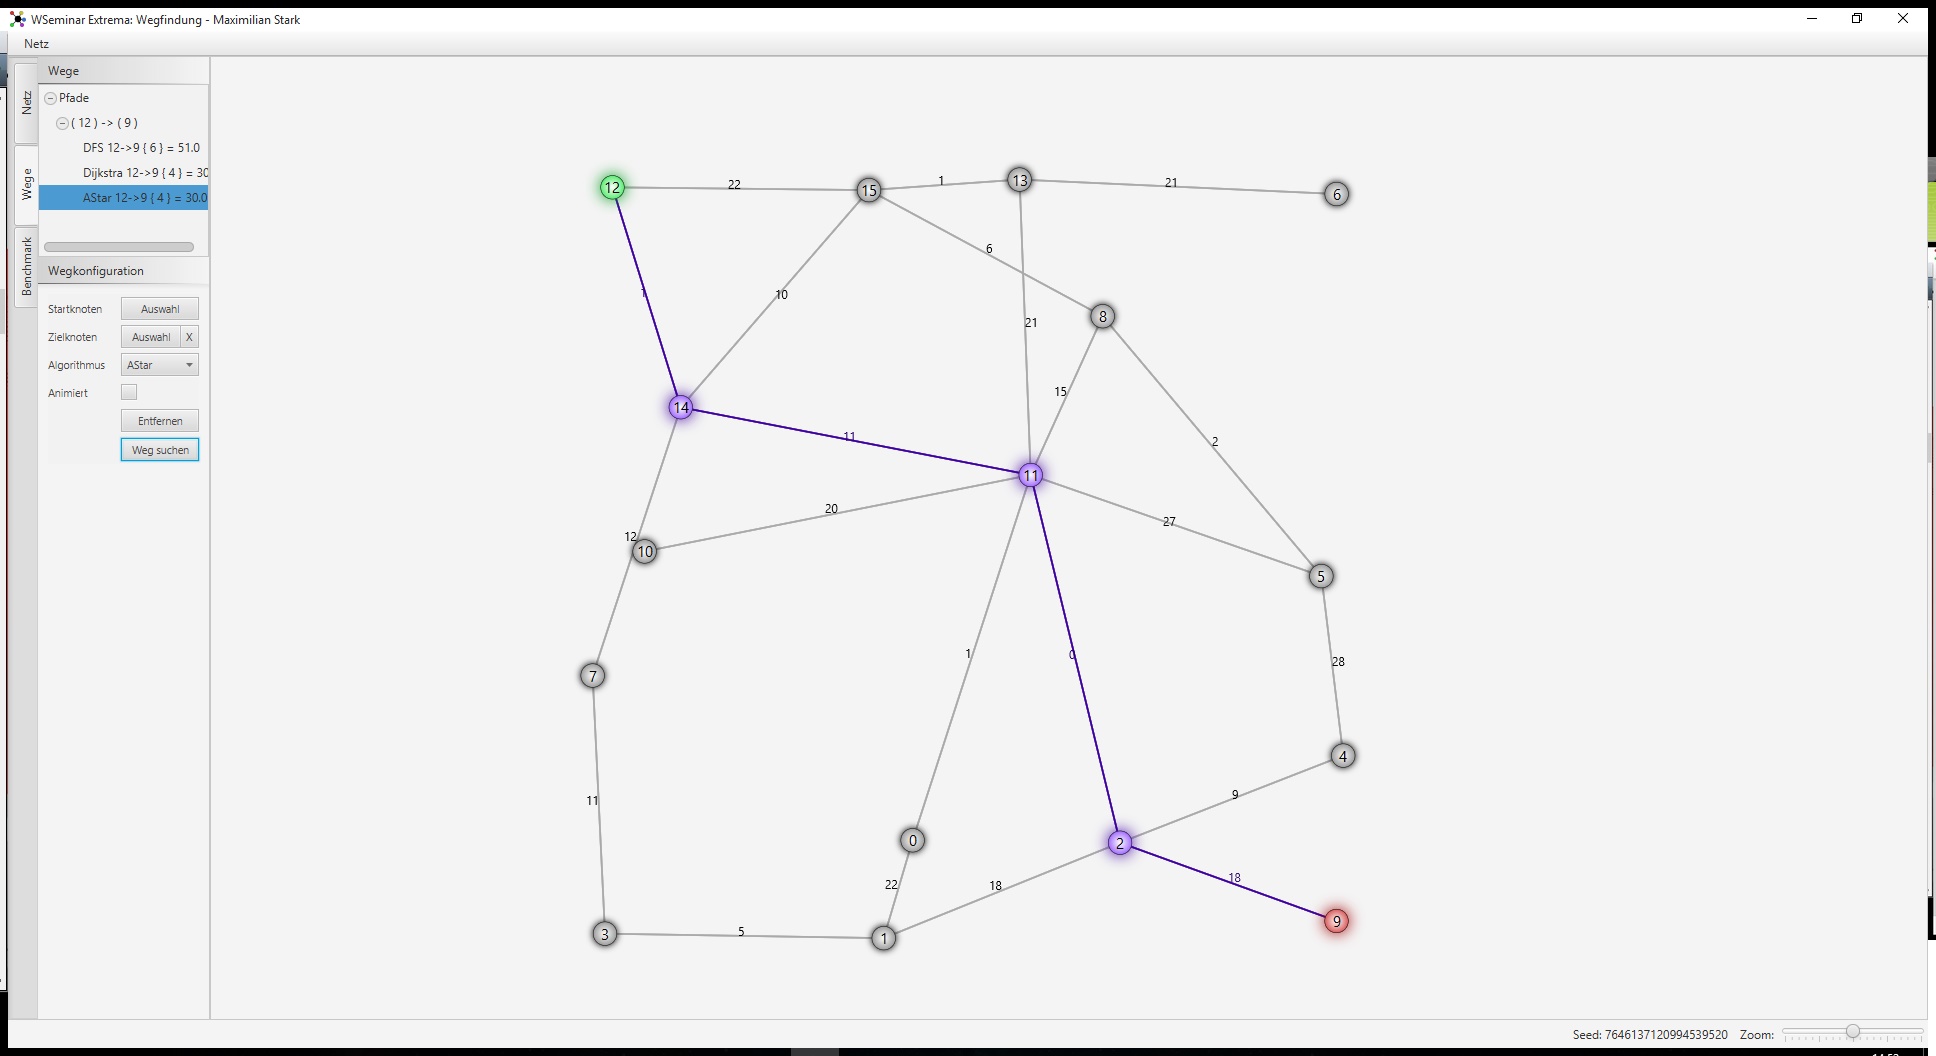 WSeminar Extrema: Wegfindung - Maximilian Stark
Netz
Netz
Wege
Benchmark
Wege
Pfade
( 12 ) -> ( 9 )
DFS 12->9 { 6 } = 51.0
Dijkstra 12->9 { 4 } = 30
AStar 12->9 { 4 } = 30.0
Wegkonfiguration
Startknoten Auswahl
Zielknoten Auswahl X
Algorithmus AStar
Animiert
Entfernen
Weg suchen
12 22 15 1 13 21 6
6
1 10
21 8
15
14 11
2
11
20 27
12 10
5
1 0 28
7
4
11 9
0 2
22 18 18
9
3 5 1
Seed: 7646137120994539520 Zoom: